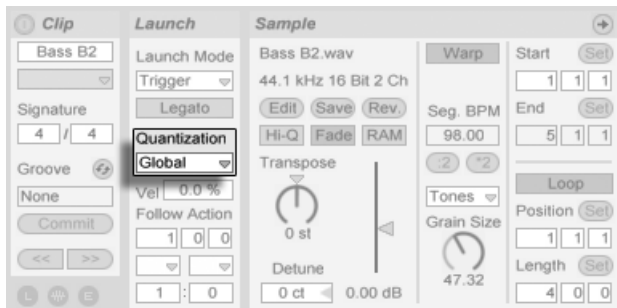 Clip
Bass B2
Signature
4 / 4
Groove
None
Commit
<< >>
L E
Launch
Launch Mode
Trigger
Legato
Quantization
Global
Vel 0.0 %
Follow Action
1 0 0
1 : 0
Sample
Bass B2.wav
44.1 kHz 16 Bit 2 Ch
Edit Save Rev.
Hi-Q Fade RAM
Transpose
0 st
Detune
0 ct 0.00 dB
Warp
Seg. BPM
98.00
:2 *2
Tones
Grain Size
47.32
Start Set
1 1 1
End Set
5 1 1
Loop
Position Set
1 1 1
Length Set
4 0 0